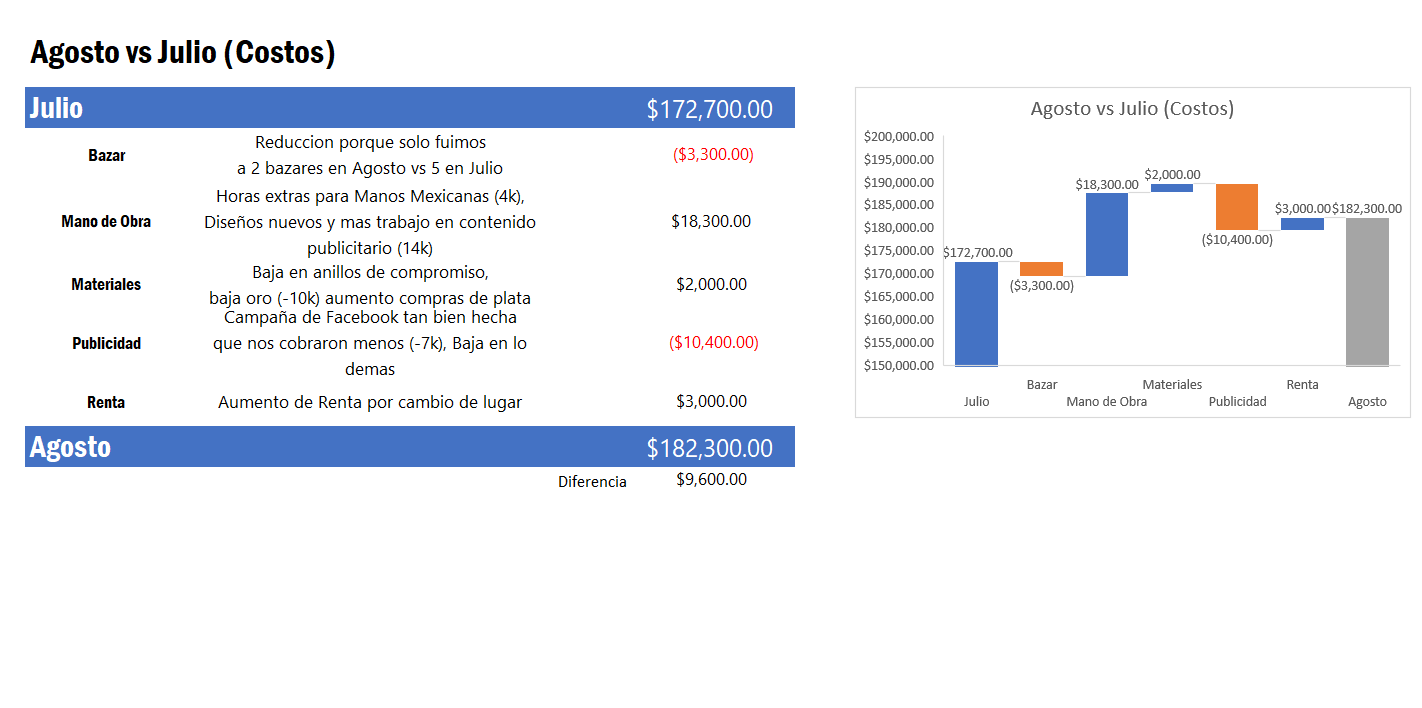 Agosto vs Julio (Costos)
Julio $172,700.00
Bazar
Reduccion porque solo fuimos
a 2 bazares en Agosto vs 5 en Julio
($3,300.00)
Mano de Obra
Horas extras para Manos Mexicanas (4k),
Diseños nuevos y mas trabajo en contenido
publicitario (14k)
$18,300.00
Materiales
Baja en anillos de compromiso,
baja oro (-10k) aumento compras de plata
$2,000.00
Publicidad
Campaña de Facebook tan bien hecha
que nos cobraron menos (-7k), Baja en lo
demas
($10,400.00)
Renta
Aumento de Renta por cambio de lugar
$3,000.00
Agosto $182,300.00
Diferencia $9,600.00
Agosto vs Julio (Costos)
$200,000.00
$195,000.00
$190,000.00
$185,000.00
$180,000.00
$175,000.00
$170,000.00
$165,000.00
$160,000.00
$155,000.00
$150,000.00
$172,700.00
($3,300.00)
$18,300.00
$2,000.00
($10,400.00)
$3,000.00
$182,300.00
Bazar Materiales Renta
Julio Mano de Obra Publicidad Agosto